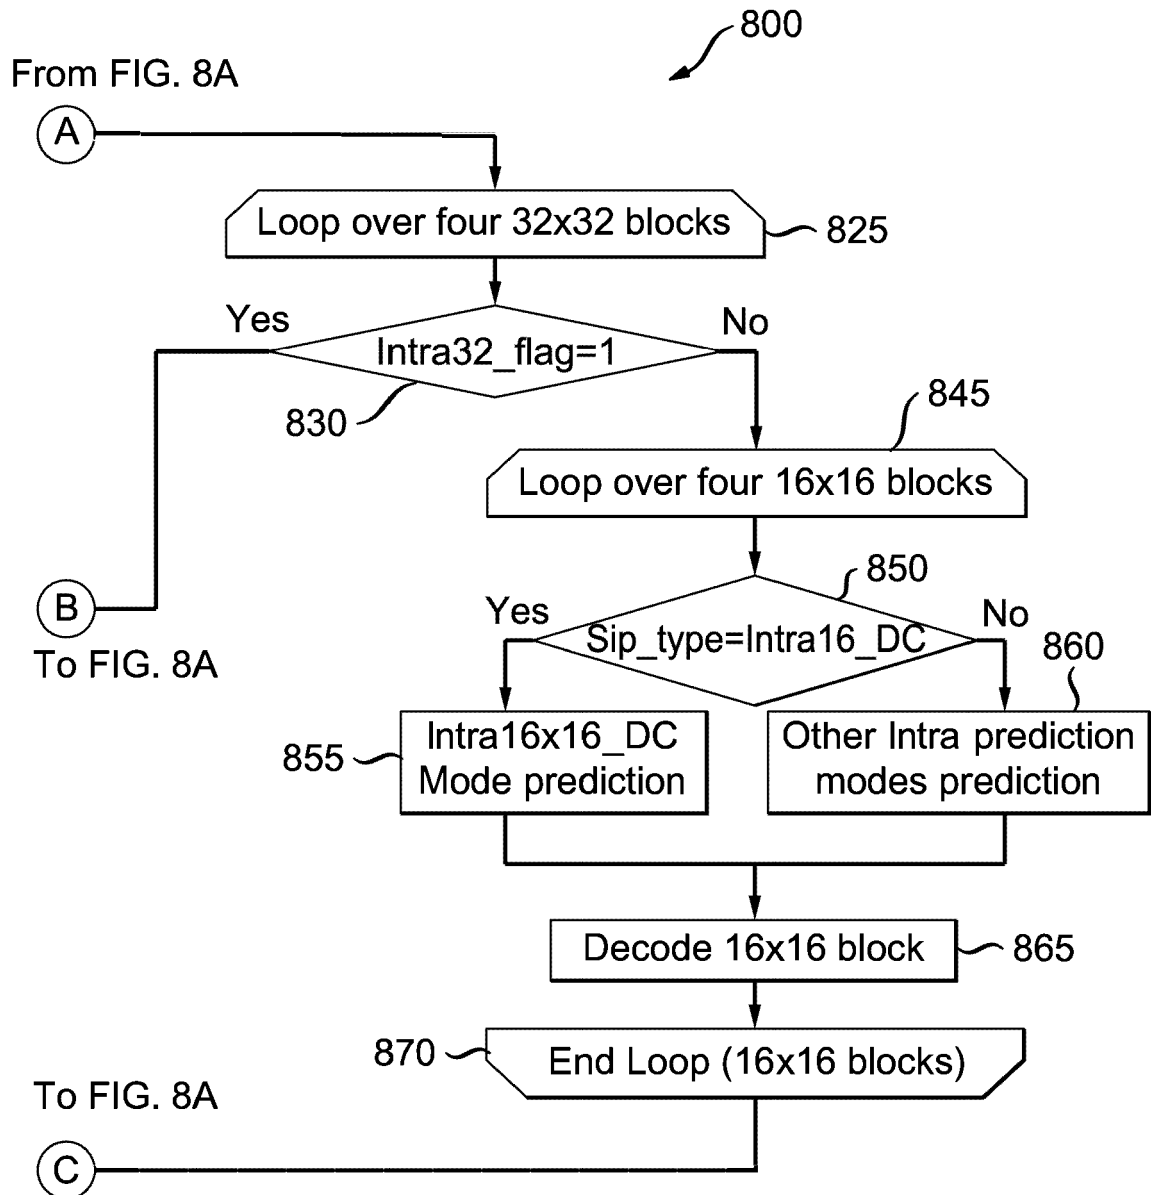 800
From FIG. 8A
A
Loop over four 32x32 blocks
825
Yes
No
Intra32_flag=1
830
845
Loop over four 16x16 blocks
850
Yes
No
Sip_type=Intra16_DC
B
To FIG. 8A
860
855
Intra16x16_DC
Mode prediction
Other Intra prediction
modes prediction
Decode 16x16 block
865
870
End Loop (16x16 blocks)
To FIG. 8A
C